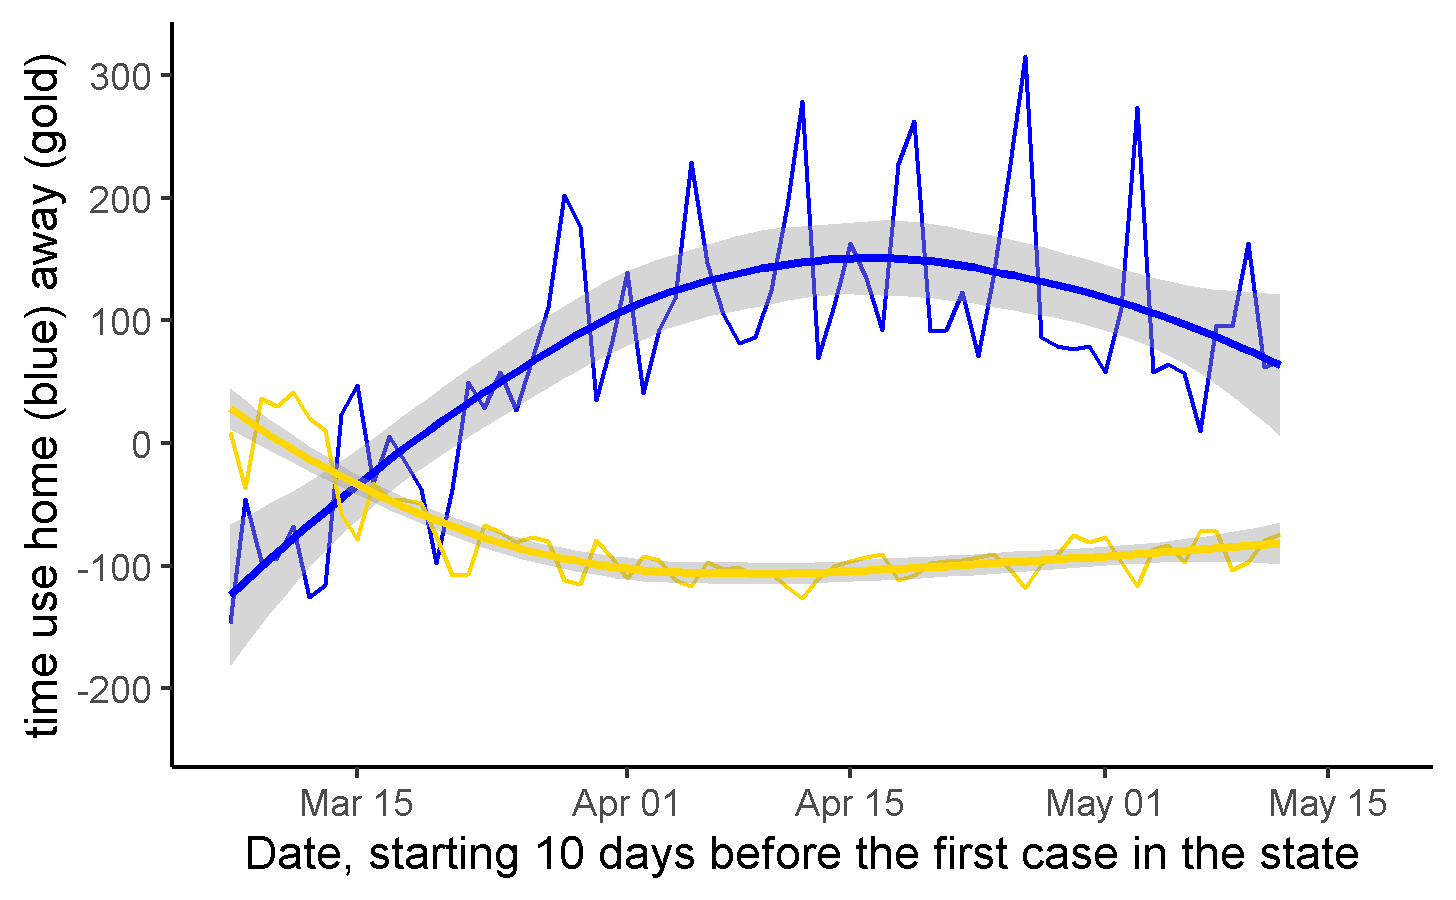 time use home (blue) away (gold)
300
200
100
0
-100
-200
Mar 15
Apr 01
Apr 15
May 01
May 15
Date, starting 10 days before the first case in the state